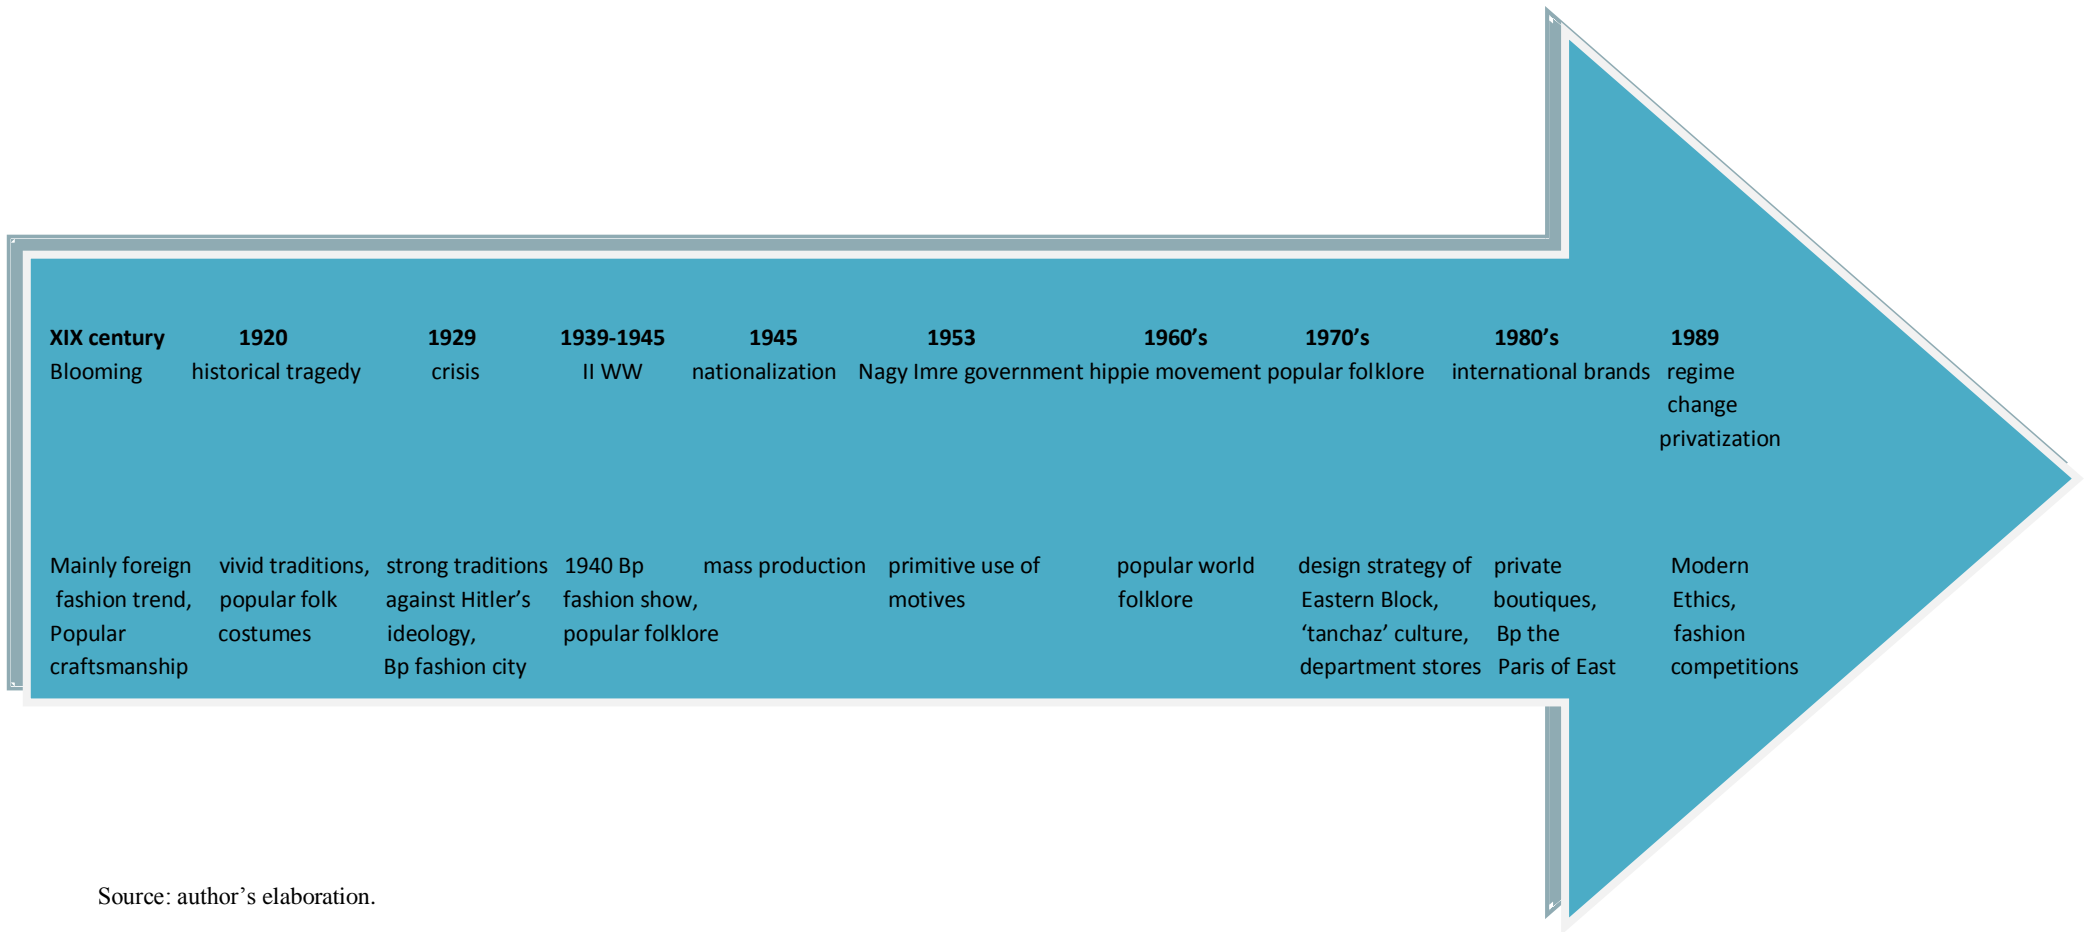 XIX century 1920 1929 1939-1945 1945 1953 1960’s 1970’s 1980’s 1989
Blooming historical tragedy crisis II WW nationalization Nagy Imre government hippie movement popular folklore international brands regime
change
privatization
Mainly foreign vivid traditions, strong traditions 1940 Bp mass production primitive use of popular world design strategy of private Modern
fashion trend, popular folk against Hitler’s fashion show, motives folklore Eastern Block, boutiques, Ethics,
Popular costumes ideology, popular folklore ‘tanchaz’ culture, Bp the fashion
craftsmanship Bp fashion city department stores Paris of East competitions
Source: author’s elaboration.